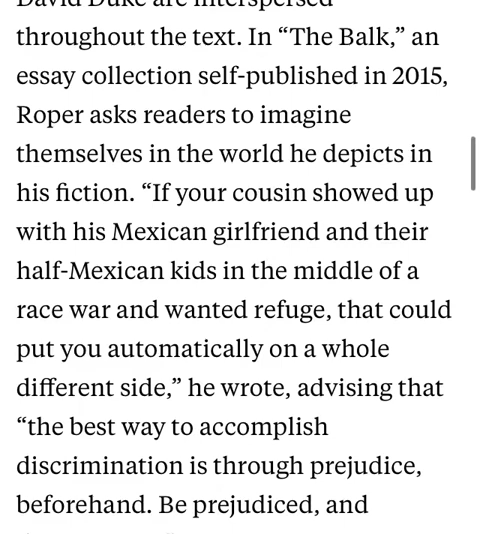 David Duke are interspersed
throughout the text. In “The Balk,” an
essay collection self-published in 2015,
Roper asks readers to imagine
themselves in the world he depicts in
his fiction. “If your cousin showed up
with his Mexican girlfriend and their
half-Mexican kids in the middle of a
race war and wanted refuge, that could
put you automatically on a whole
different side,” he wrote, advising that
“the best way to accomplish
discrimination is through prejudice,
beforehand. Be prejudiced, and